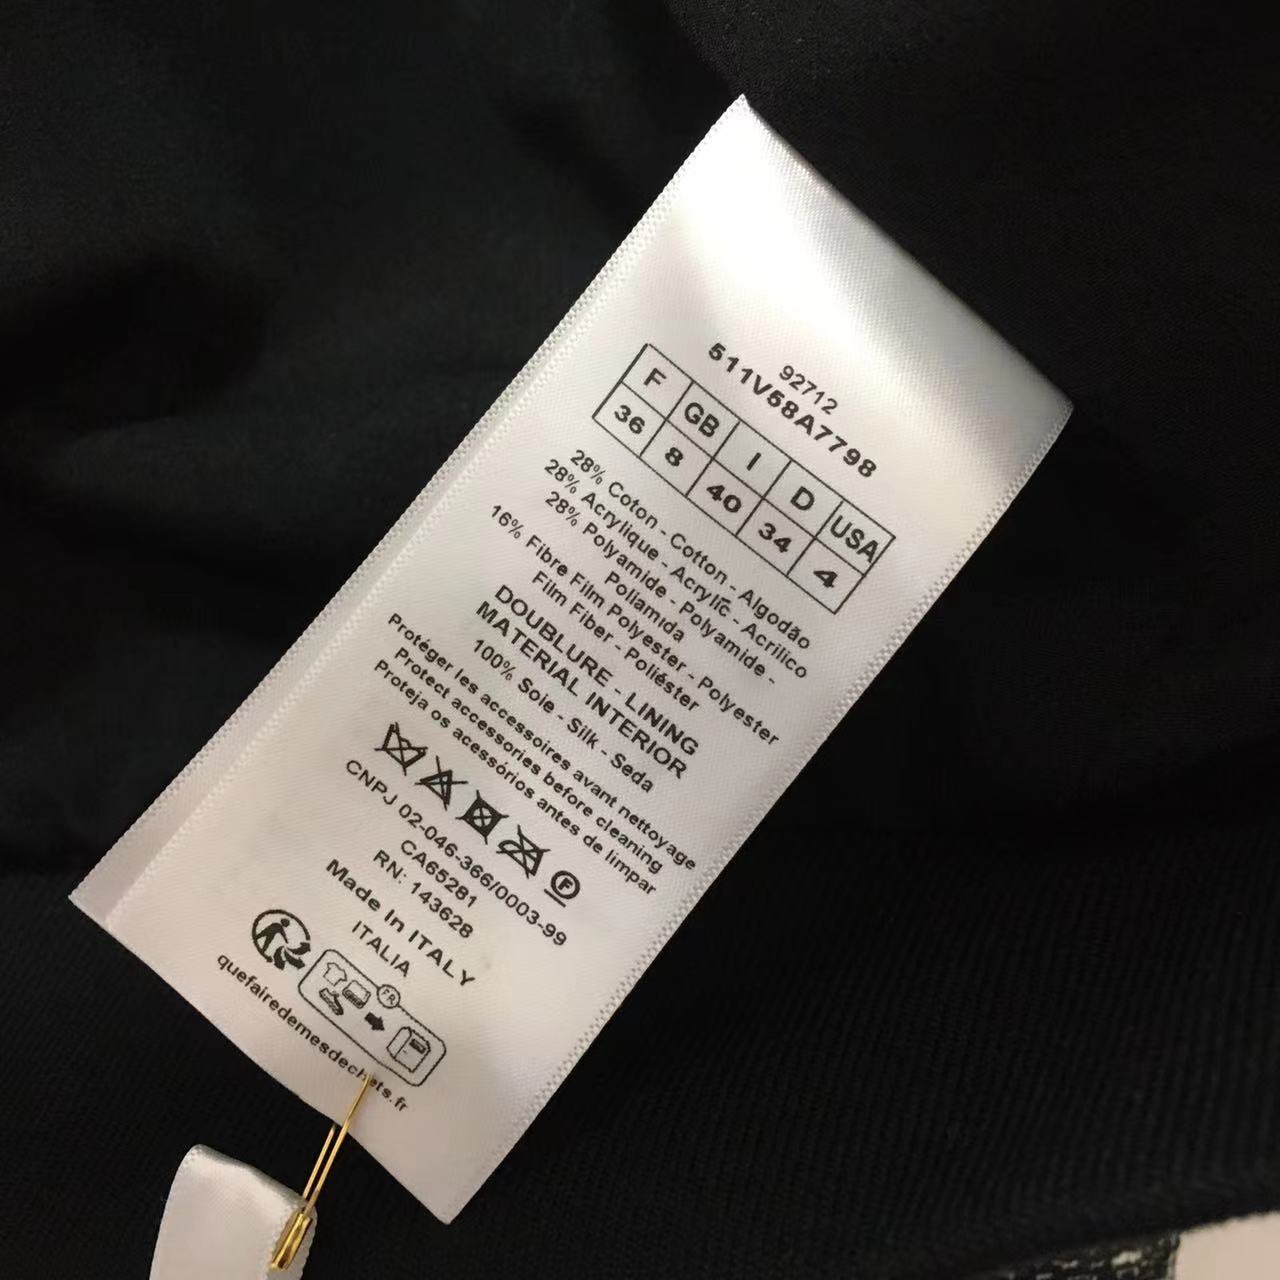 92712
511V58A7798
F GB I D USA
36 8 40 34 4
28% Coton - Cotton - Algodão
28% Acrylique - Acrylic - Acrilico
28% Polyamide - Polyamide -
Poliamida
16% Fibre Film Polyester - Polyester
Film Fiber - Poliéster
DOUBLURE - LINING
MATERIAL INTERIOR
100% Soie - Silk - Seda
Protéger les accessoires avant nettoyage
Protect accessories before cleaning
Proteja os acessórios antes de limpar
F
CNPJ 02-046-366/0003-99
CA65281
RN: 143628
Made In ITALY
ITALIA
FR
quefairedemesdechets.fr